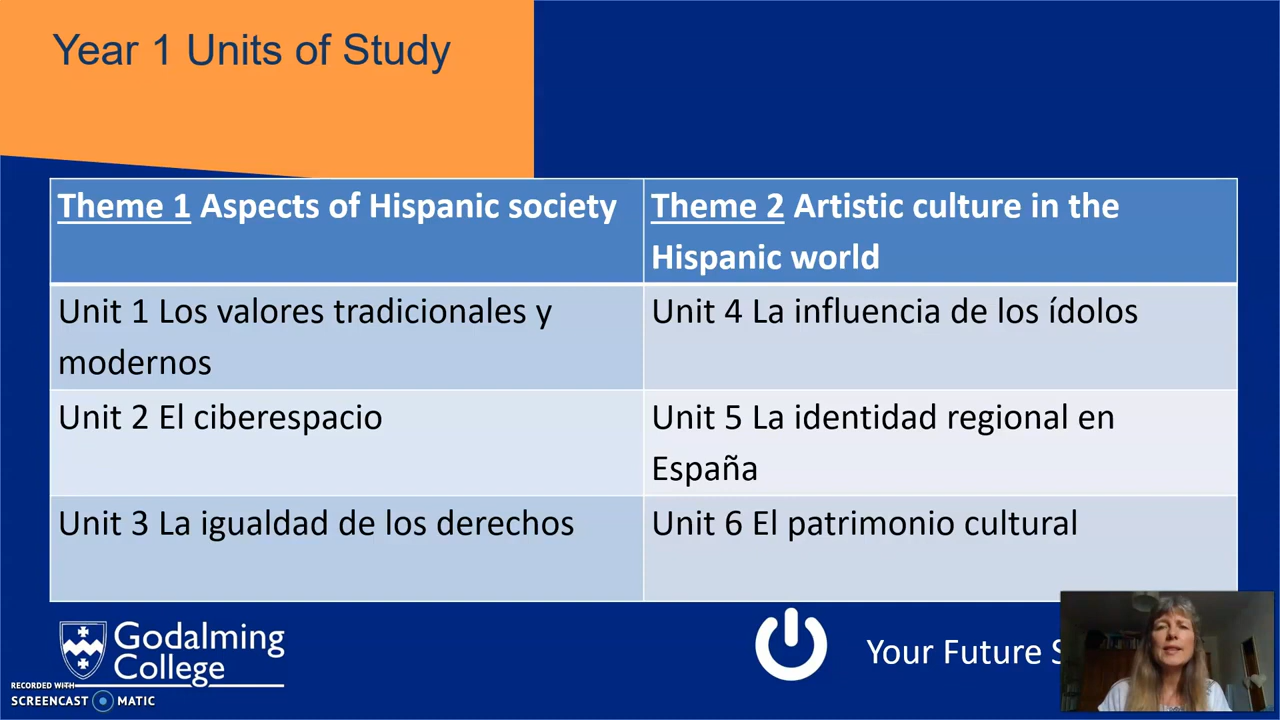 Year 1 Units of Study
Theme 1 Aspects of Hispanic society
Theme 2 Artistic culture in the
Hispanic world
Unit 1 Los valores tradicionales y
modernos
Unit 4 La influencia de los ídolos
Unit 2 El ciberespacio
Unit 5 La identidad regional en
España
Unit 3 La igualdad de los derechos
Unit 6 El patrimonio cultural
Godalming
College
Your Future S
RECORDED WITH
SCREENCAST MATIC